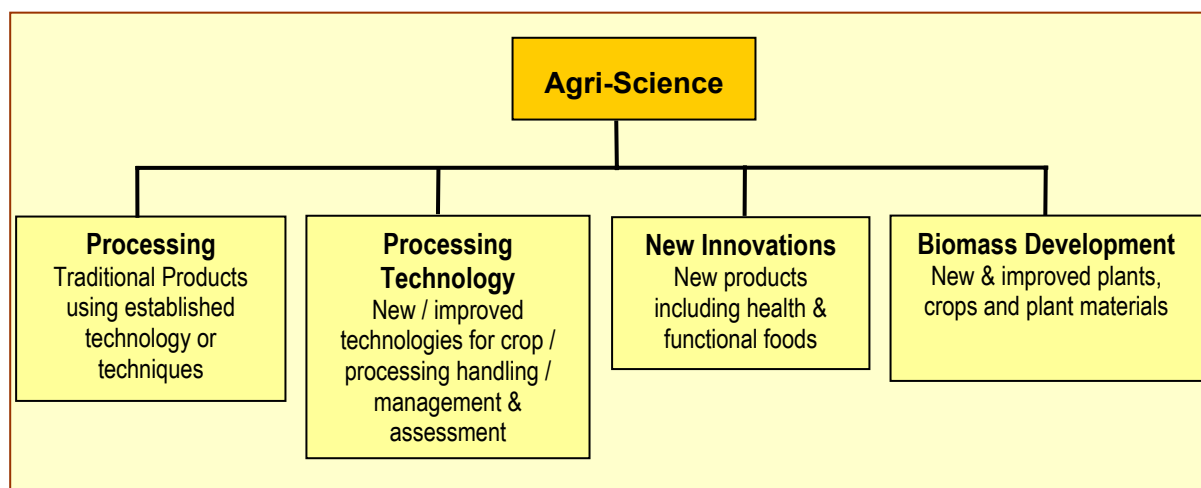 Agri-Science
Processing
Traditional Products
using established
technology or
techniques
Processing
Technology
New / improved
technologies for crop /
processing handling /
management &
assessment
New Innovations
New products
including health &
functional foods
Biomass Development
New & improved plants,
crops and plant materials